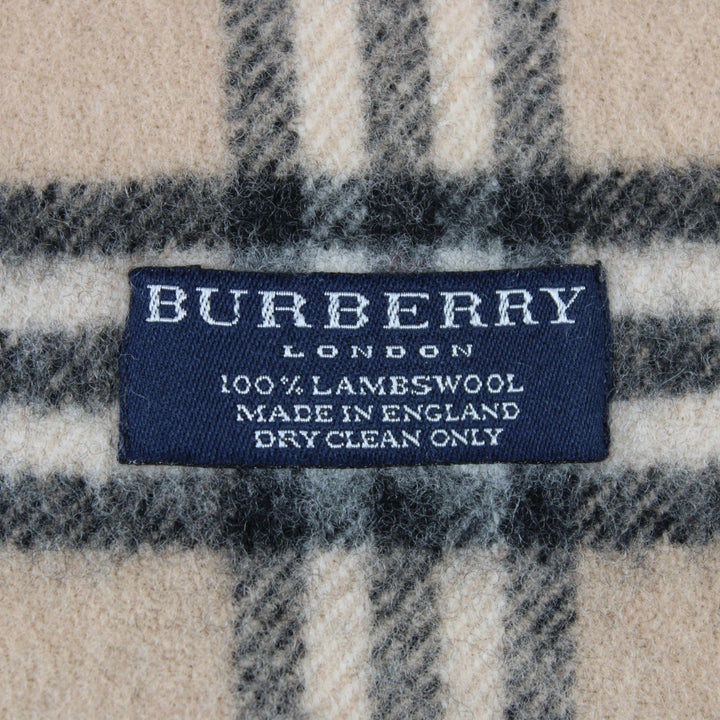 BURBERRY
LONDON
100% LAMBSWOOL
MADE IN ENGLAND
DRY CLEAN ONLY